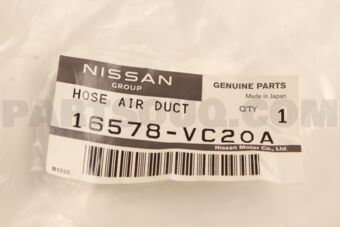 NISSAN
GROUP
GENUINE PARTS
Made in Japan
HOSE AIR DUCT
Q'TY 1
16578-VC20A
Nissan Motor Co., Ltd.